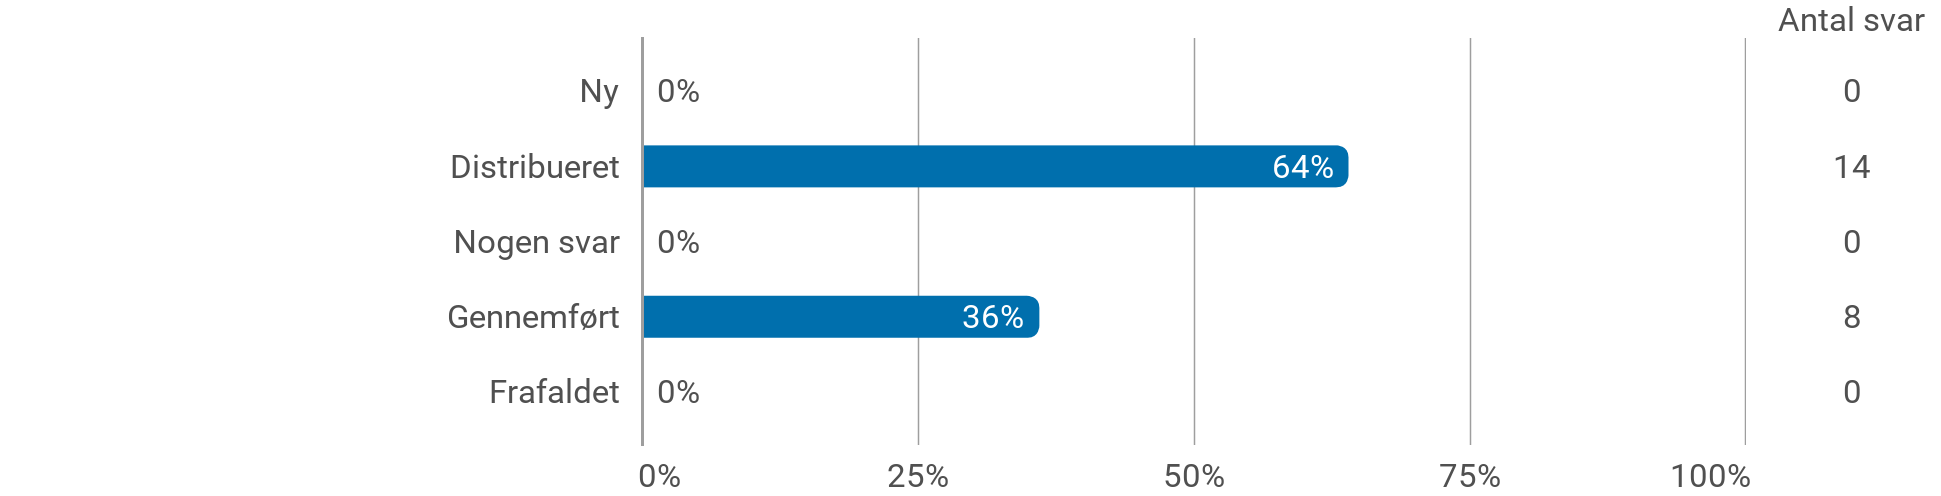 Antal svar
Ny 0% 0
Distribueret 64% 14
Nogen svar 0% 0
Gennemført 36% 8
Frafaldet 0% 0
0% 25% 50% 75% 100%